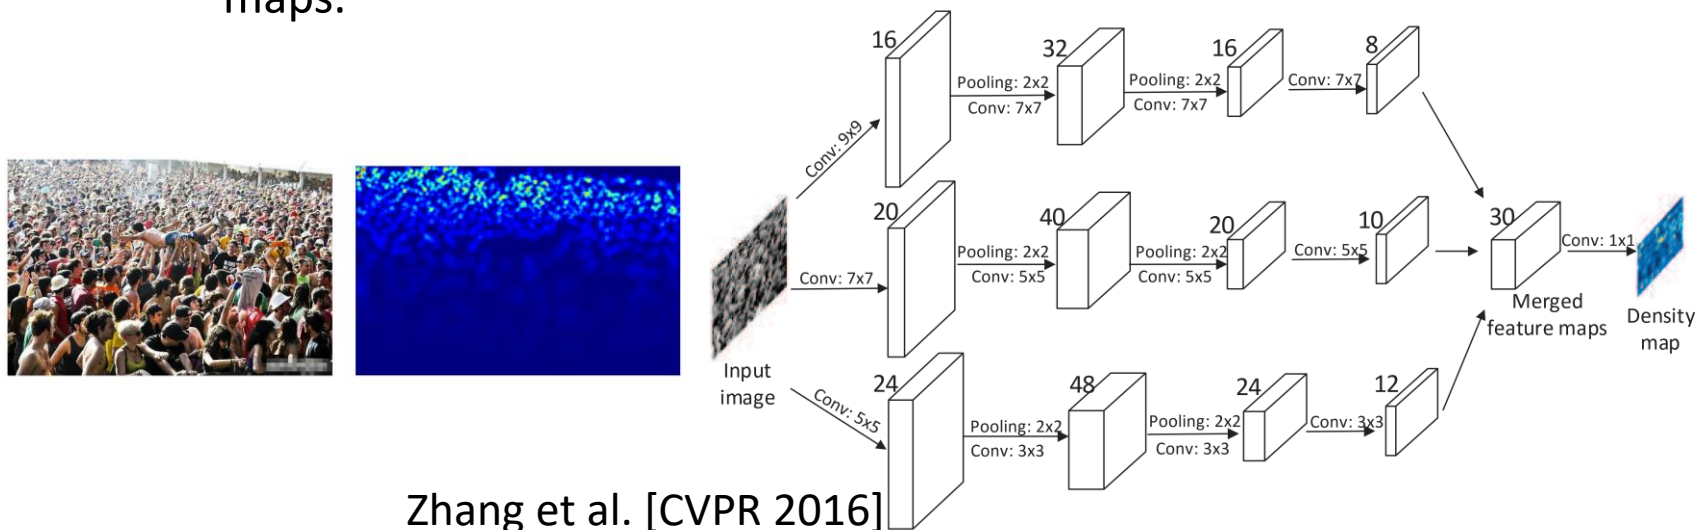 maps.
16
Conv: 9x9
Pooling: 2x2
Conv: 7x7
32
Pooling: 2x2
Conv: 7x7
16
Conv: 7x7
8
Conv: 7x7
20
Pooling: 2x2
Conv: 5x5
40
Pooling: 2x2
Conv: 5x5
20
Conv: 5x5
10
Conv: 5x5
24
Pooling: 2x2
Conv: 3x3
48
Pooling: 2x2
Conv: 3x3
24
Conv: 3x3
12
30
Merged
feature maps
Conv: 1x1
Density
map
Input
image
Zhang et al. [CVPR 2016]